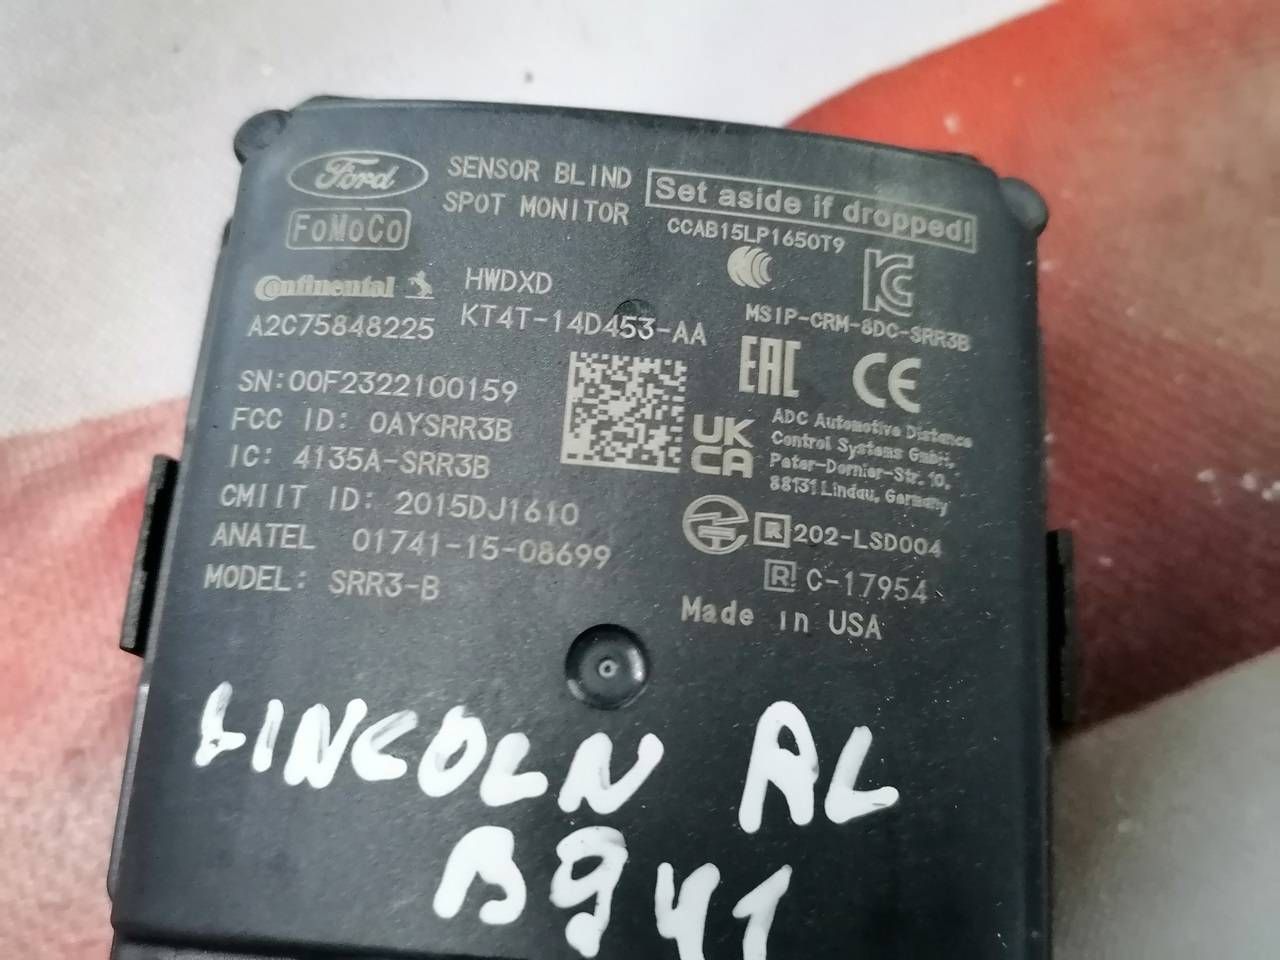 Ford
SENSOR BLIND
SPOT MONITOR
Set aside if dropped!
FoMoCo
CCAB15LP1650T9
Continental
HWDXD
A2C75848225
KT4T-14D453-AA
MSIP-CRM-8DC-SRR3B
EAC
CE
SN:00F2322100159
FCC ID: OAYSRR3B
IC: 4135A-SRR3B
CMIIT ID: 2015DJ1610
ANATEL 01741-15-08699
MODEL: SRR3-B
UK
CA
ADC Automotive Distance
Control Systems GmbH,
Peter-Dornier-Str. 10,
88131 Lindau, Germany
R 202-LSD004
R C-17954
Made in USA
LINCOLN AL
B941